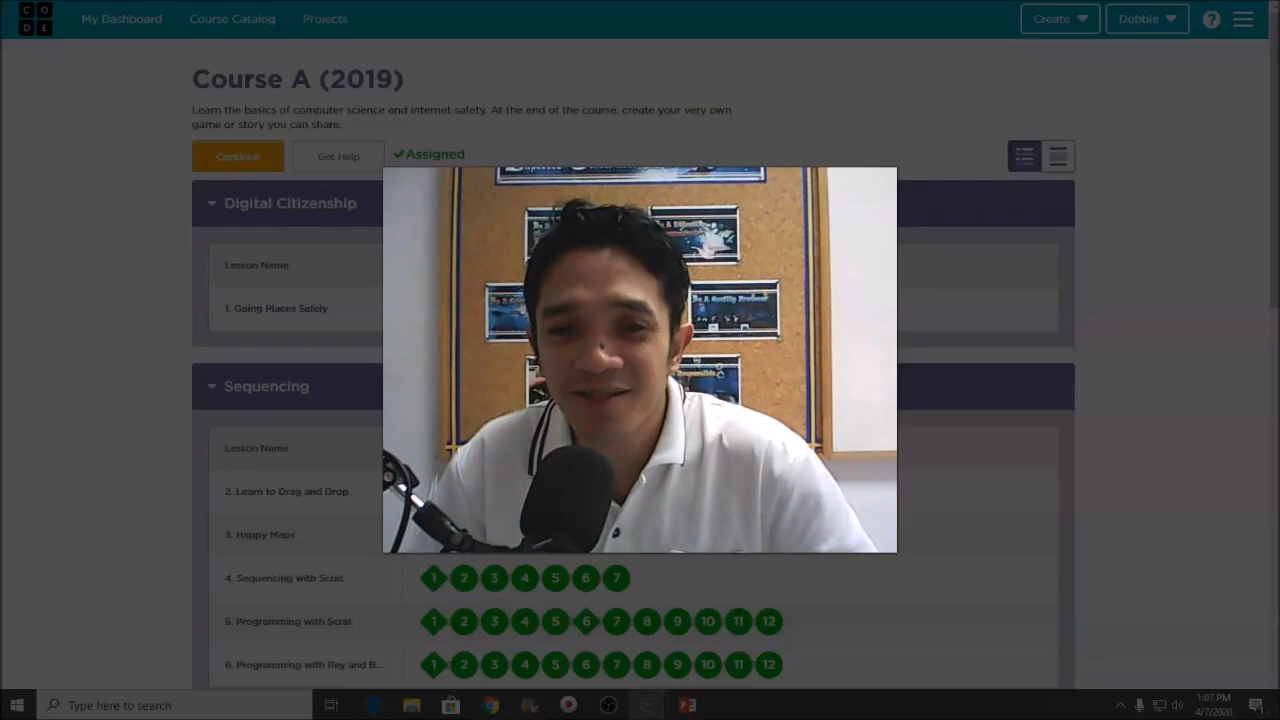 C O
D E
My Dashboard Course Catalog Projects Create Debbie ?
Course A (2019)
Learn the basics of computer science and internet safety. At the end of the course, create your very own
game or story you can share.
Continue Get Help Assigned
Digital Citizenship
Lesson Name
1. Going Places Safely
Sequencing
Lesson Name
2. Learn to Drag and Drop
3. Happy Maps
4. Sequencing with Scrat 1 2 3 4 5 6 7
5. Programming with Scrat 1 2 3 4 5 6 7 8 9 10 11 12
6. Programming with Rey and B... 1 2 3 4 5 6 7 8 9 10 11 12
Be A Quality Producer
Type here to search
1:07 PM
4/7/2020
1